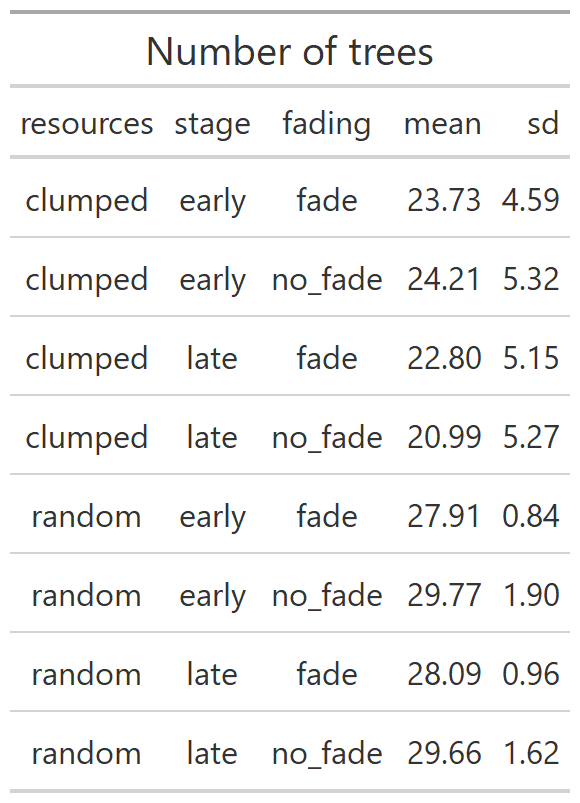 Number of trees
resources stage fading mean sd
clumped early fade 23.73 4.59
clumped early no_fade 24.21 5.32
clumped late fade 22.80 5.15
clumped late no_fade 20.99 5.27
random early fade 27.91 0.84
random early no_fade 29.77 1.90
random late fade 28.09 0.96
random late no_fade 29.66 1.62